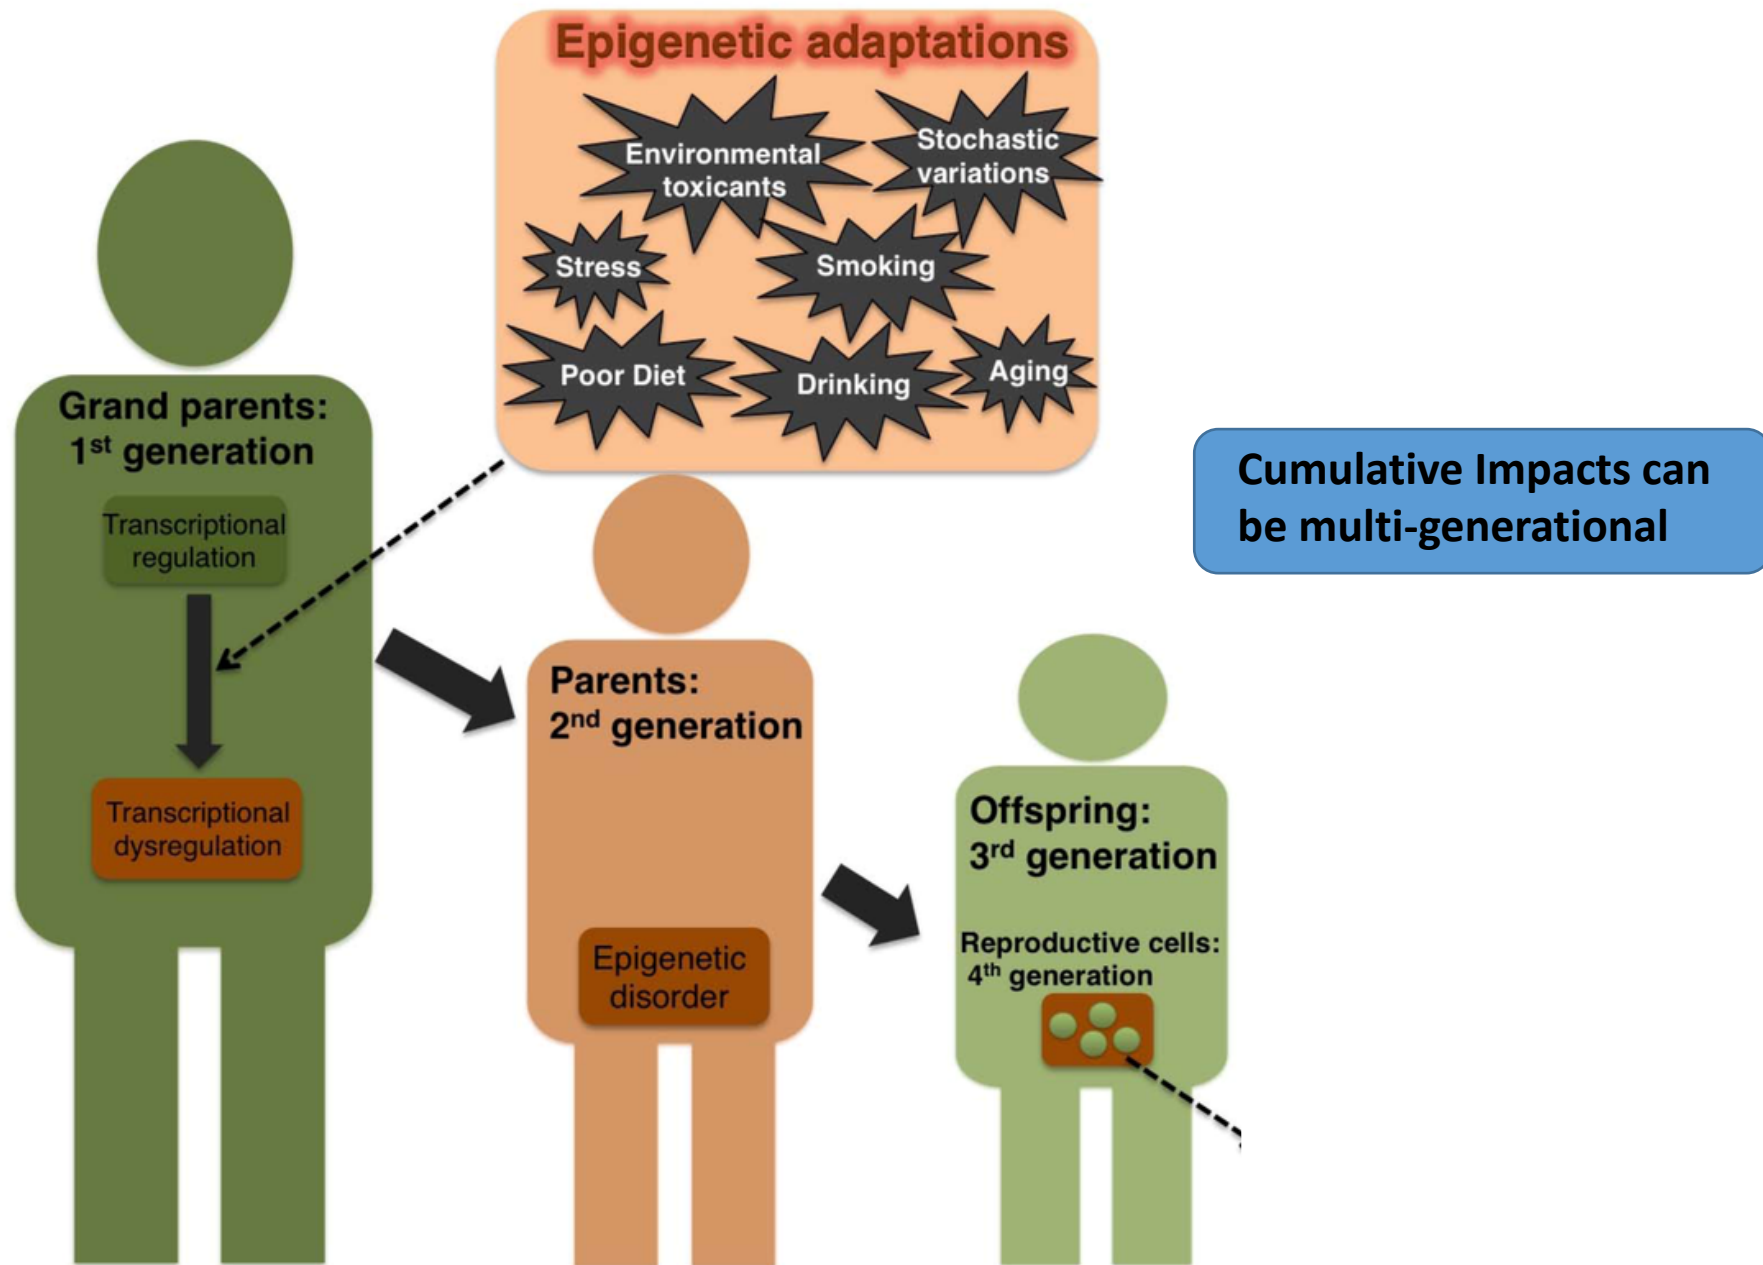 Epigenetic adaptations
Environmental
toxicants
Stochastic
variations
Stress
Smoking
Poor Diet
Drinking
Aging
Grand parents:
1st generation
Transcriptional
regulation
Transcriptional
dysregulation
Cumulative Impacts can
be multi-generational
Parents:
2nd generation
Epigenetic
disorder
Offspring:
3rd generation
Reproductive cells:
4th generation